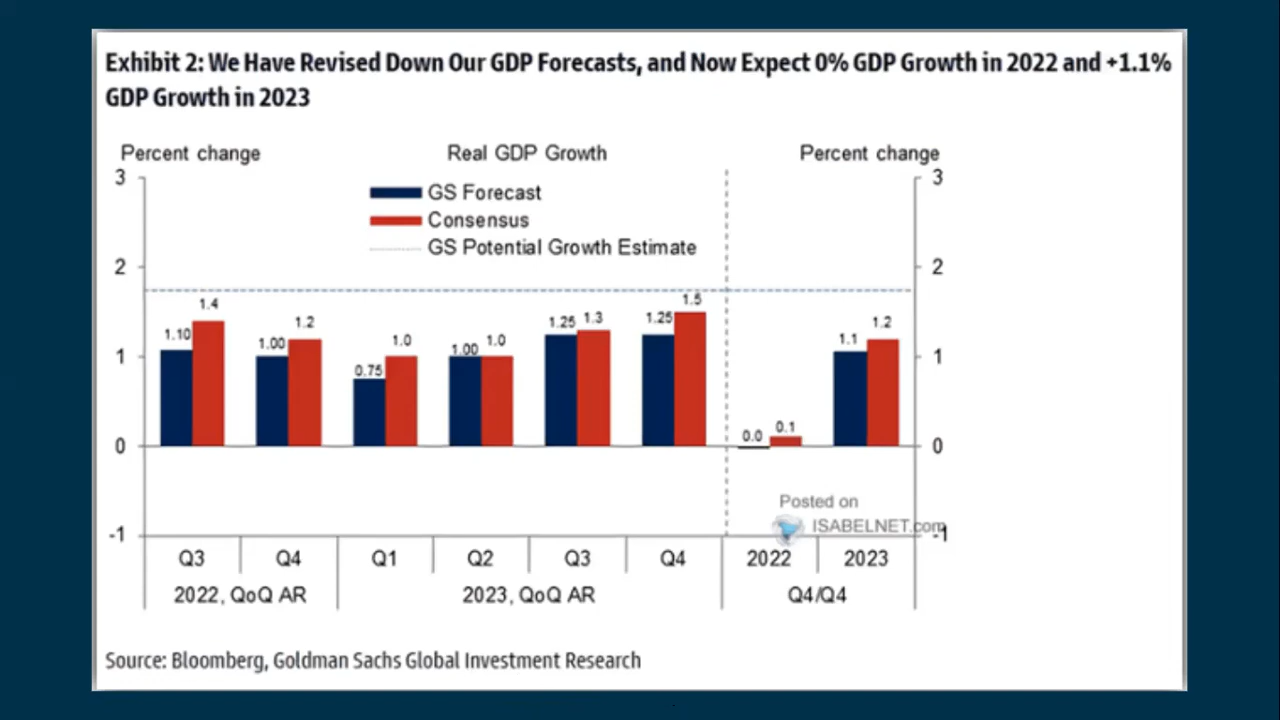 Exhibit 2: We Have Revised Down Our GDP Forecasts, and Now Expect 0% GDP Growth in 2022 and +1.1%
GDP Growth in 2023
Percent change Real GDP Growth Percent change
3 3
GS Forecast
Consensus
GS Potential Growth Estimate
2 2
1.4 1.2 1.0 1.0 1.3 1.5 1.2
1.10 1.00 0.75 1.00 1.25 1.25 1.1
1 1
0.0 0.1
0 0
Posted on
ISABELNET.com
-1 -1
Q3 Q4 Q1 Q2 Q3 Q4 2022 2023
2022, QoQ AR 2023, QoQ AR Q4/Q4
Source: Bloomberg, Goldman Sachs Global Investment Research